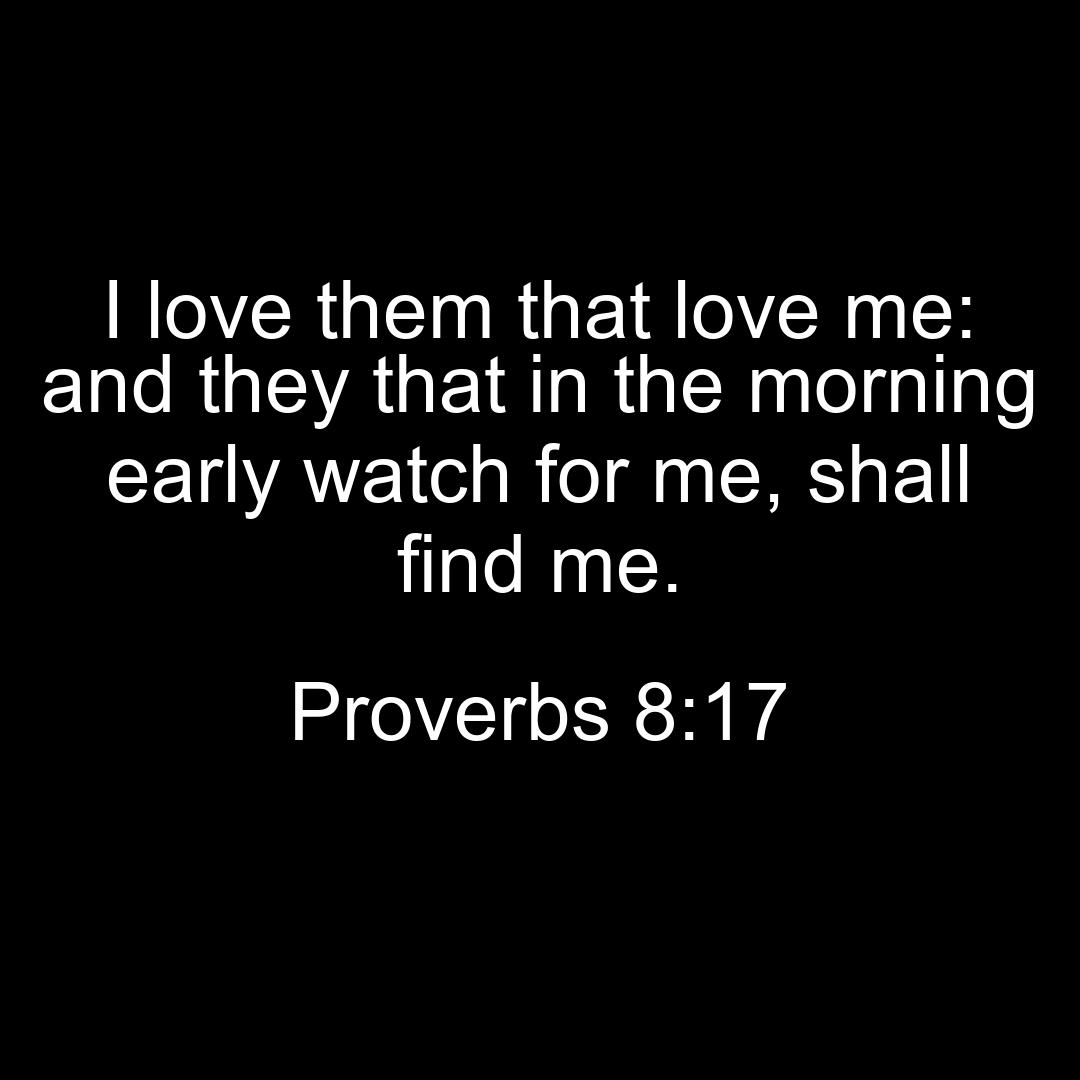 I love them that love me:
and they that in the morning
early watch for me, shall
find me.
Proverbs 8:17